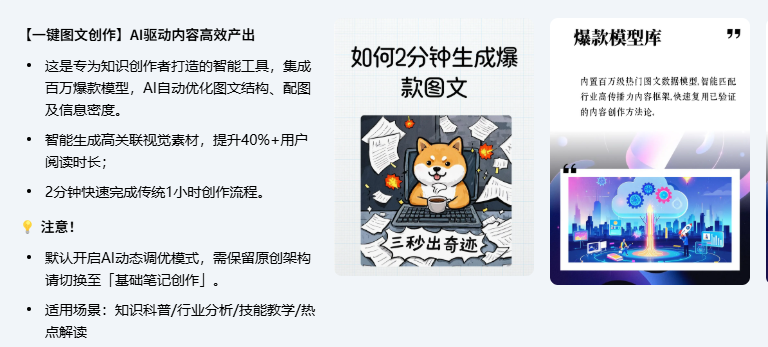 【一键图文创作】AI驱动内容高效产出
• 这是专为知识创作者打造的智能工具，集成
百万爆款模型，AI自动优化图文结构、配图
及信息密度。
• 智能生成高关联视觉素材，提升40%+用户
阅读时长；
• 2分钟快速完成传统1小时创作流程。
💡 注意！
• 默认开启AI动态调优模式，需保留原创架构
请切换至「基础笔记创作」。
• 适用场景：知识科普/行业分析/技能教学/热
点解读
如何2分钟生成爆
款图文
三秒出奇迹
爆款模型库
内置百万级热门图文数据模型,智能匹配
行业高传播力内容框架,快速复用已验证
的内容创作方法论.